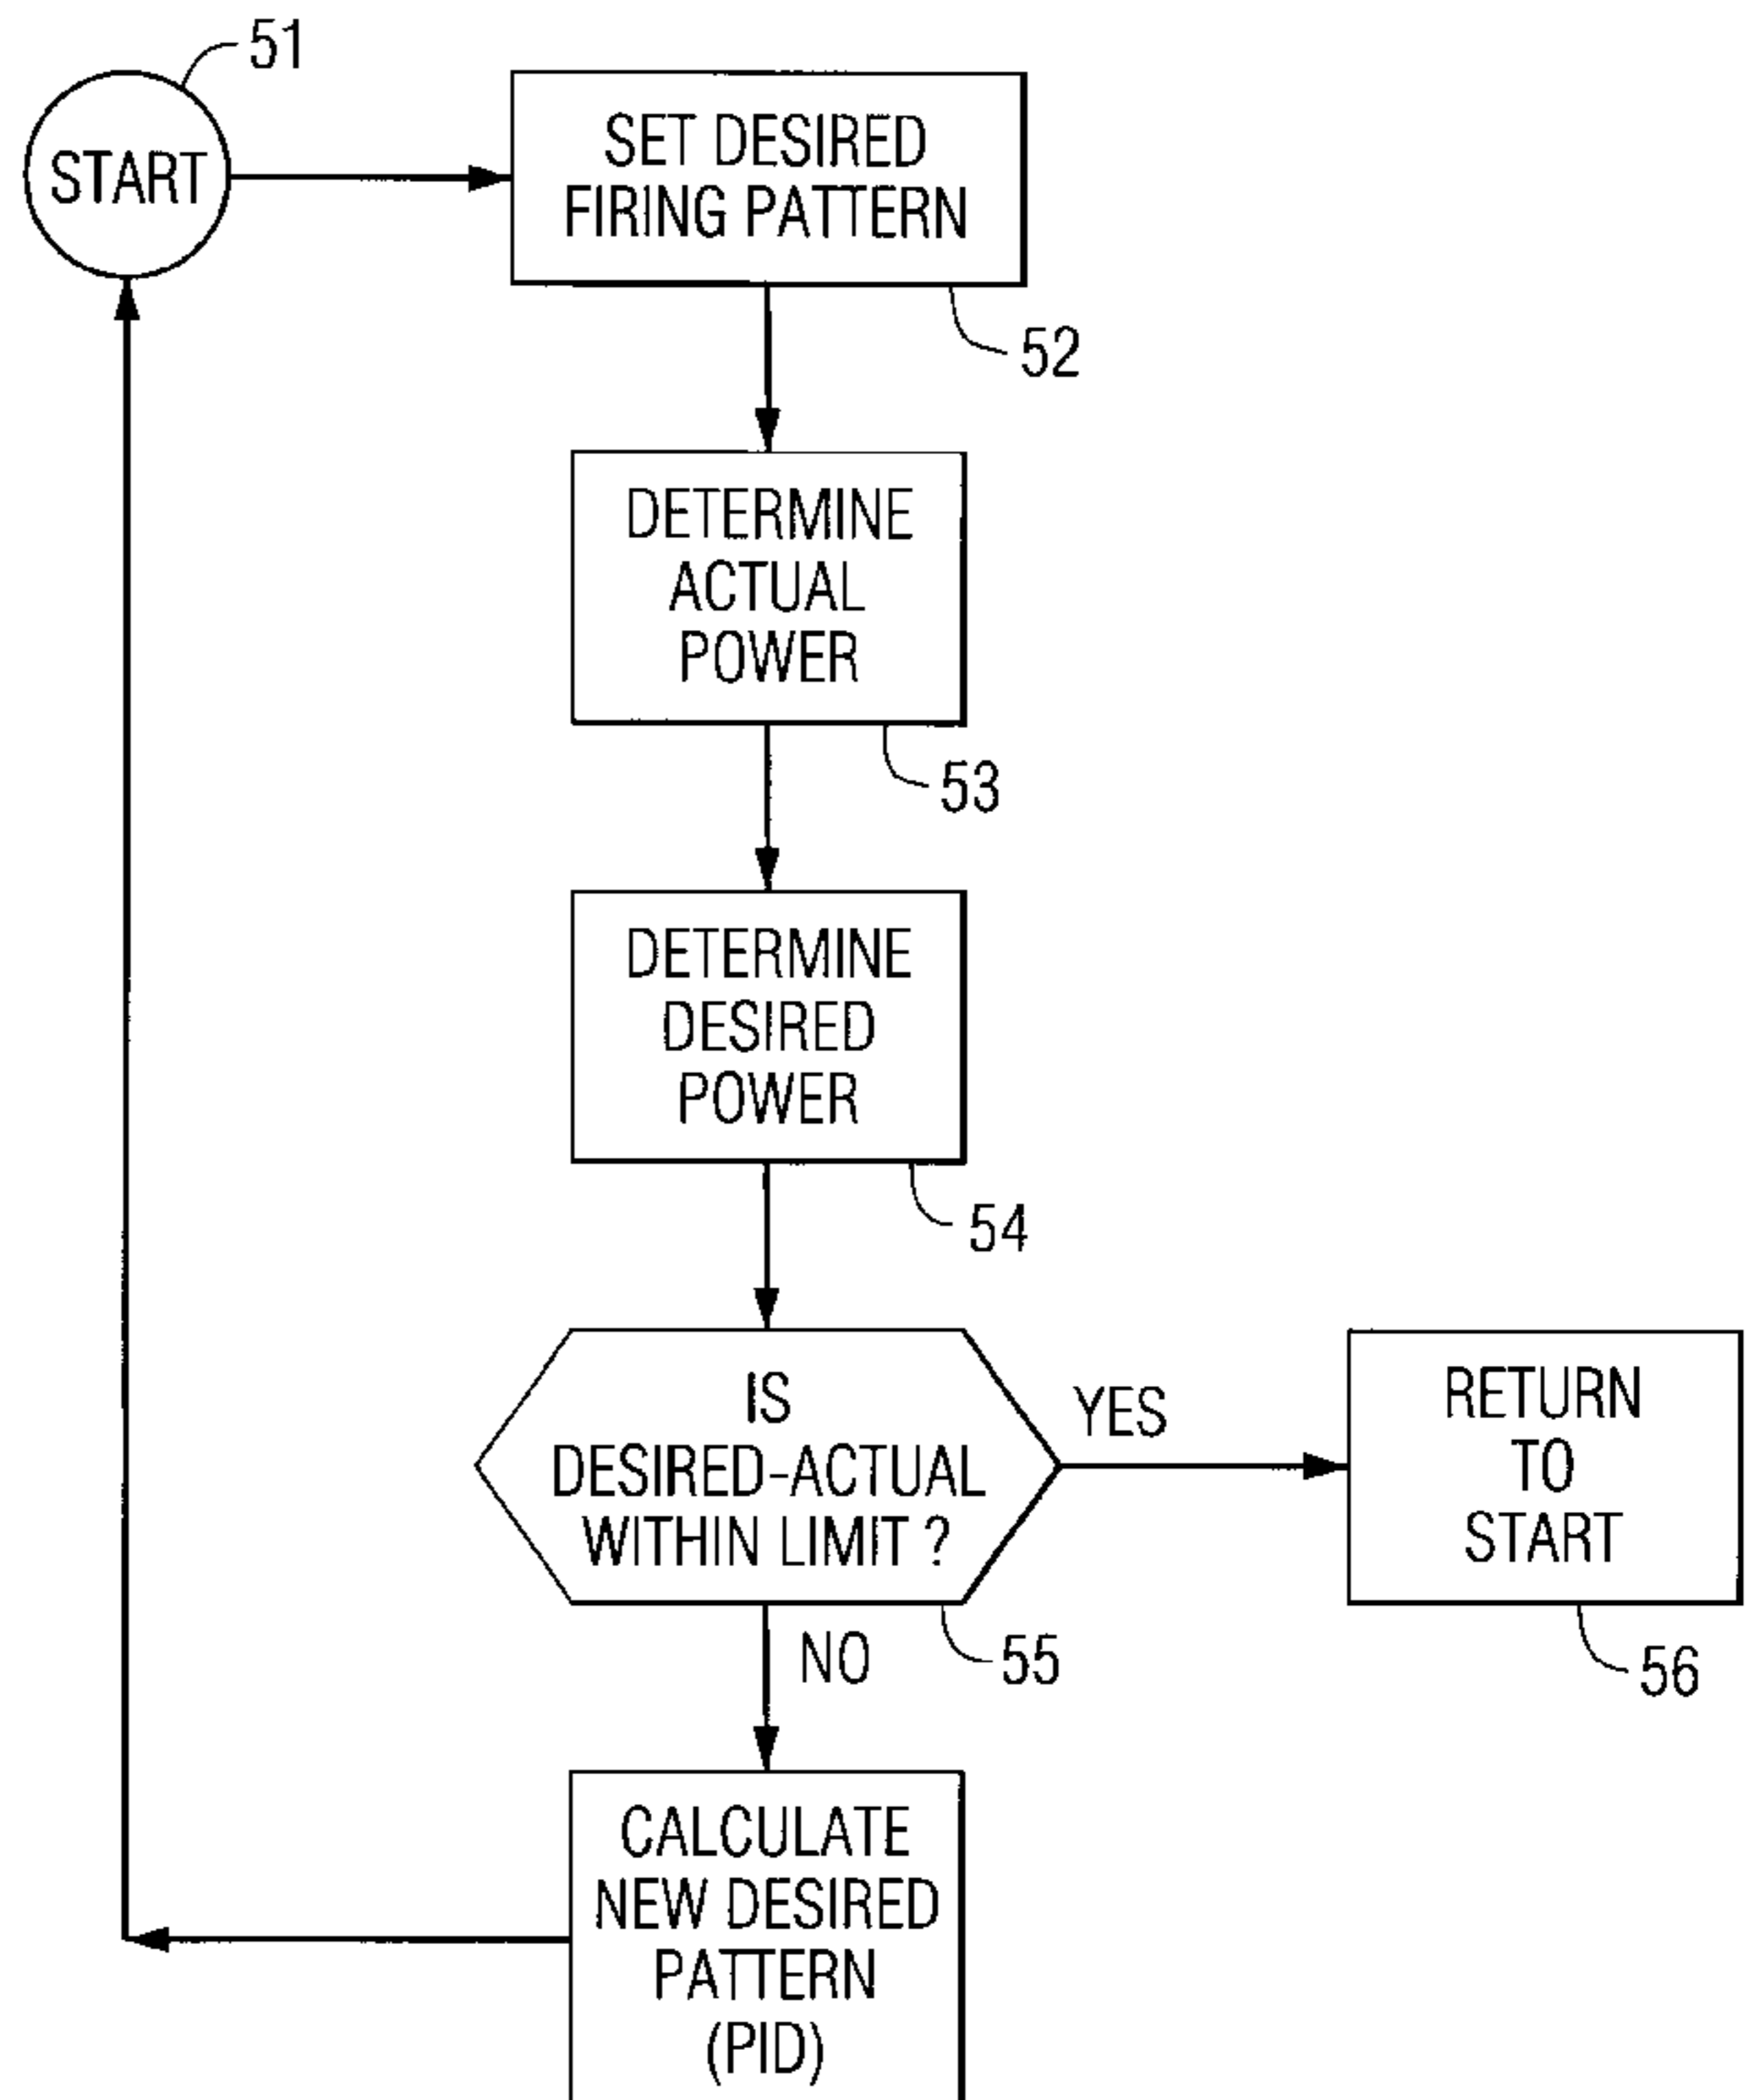 51
START
SET DESIRED
FIRING PATTERN
52
DETERMINE
ACTUAL
POWER
53
DETERMINE
DESIRED
POWER
54
IS
DESIRED-ACTUAL
WITHIN LIMIT ?
YES
RETURN
TO
START
NO
55
56
CALCULATE
NEW DESIRED
PATTERN
(PID)